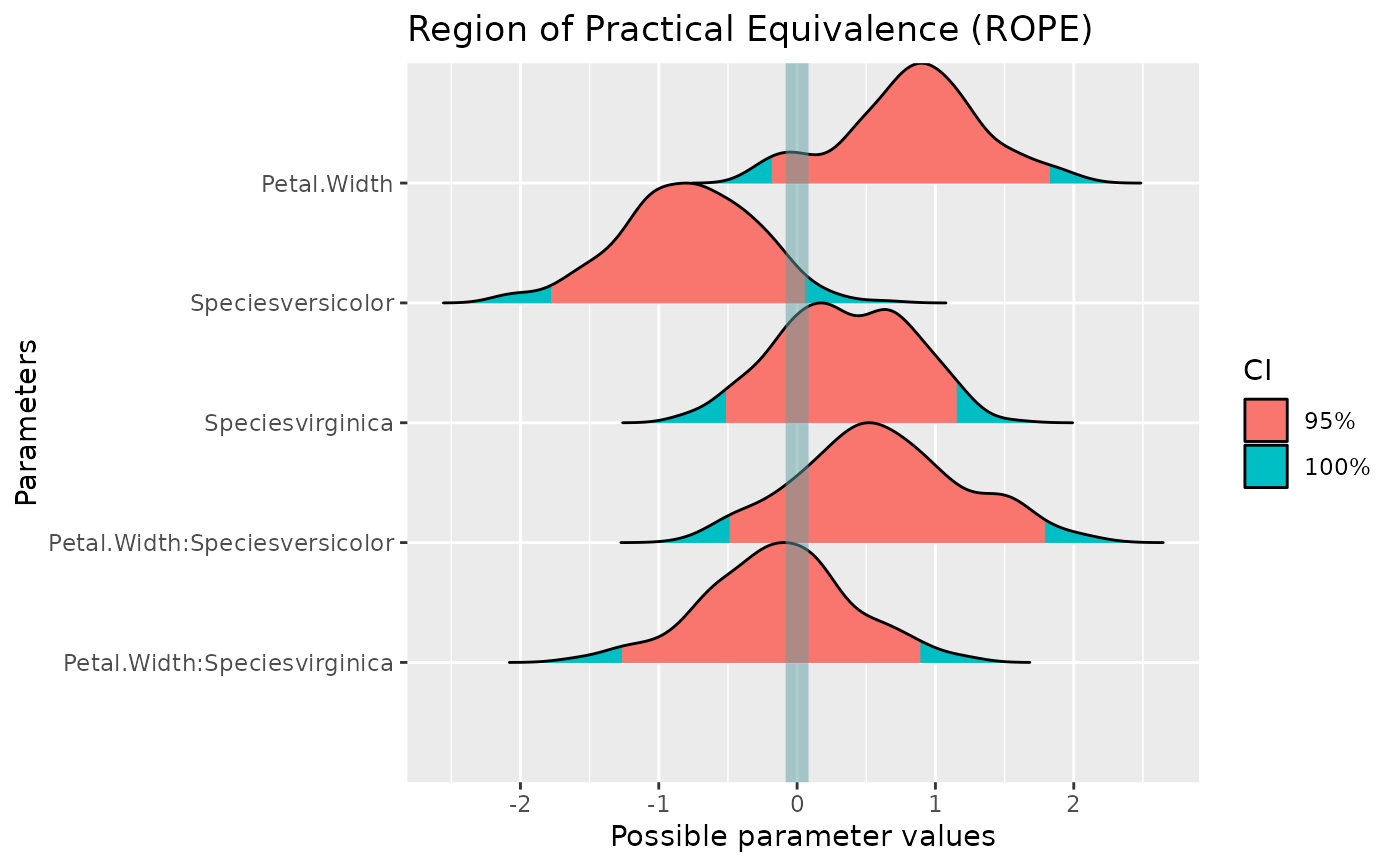 Region of Practical Equivalence (ROPE)
Parameters
Petal.Width
Speciesversicolor
Speciesvirginica
Petal.Width:Speciesversicolor
Petal.Width:Speciesvirginica
-2 -1 0 1 2
Possible parameter values
CI
95%
100%